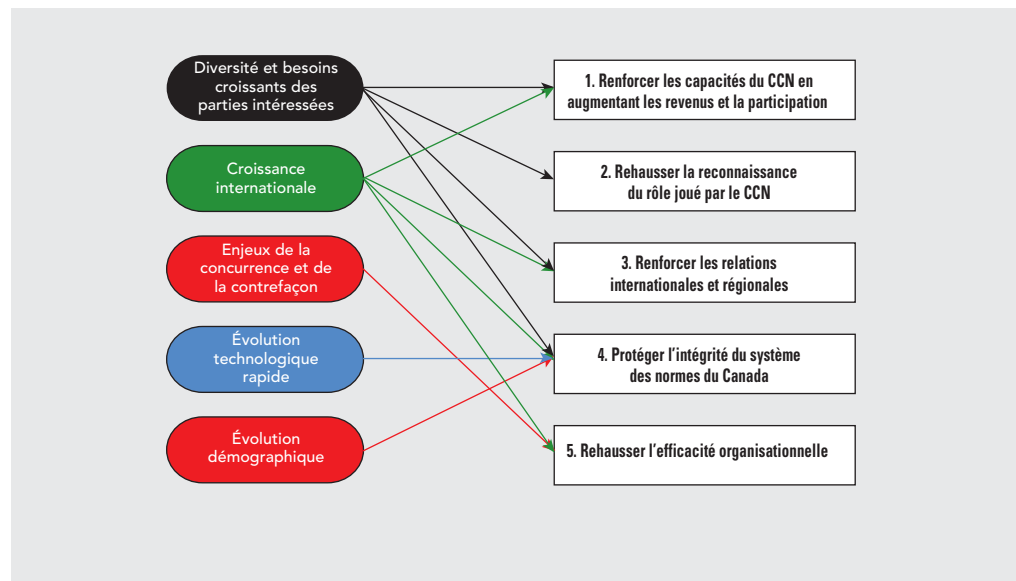 Diversité et besoins
croissants des
parties intéressées
Croissance
internationale
Enjeux de la
concurrence et de
la contrefaçon
Évolution
technologique
rapide
Évolution
démographique
1. Renforcer les capacités du CCN en
augmentant les revenus et la participation
2. Rehausser la reconnaissance
du rôle joué par le CCN
3. Renforcer les relations
internationales et régionales
4. Protéger l’intégrité du système
des normes du Canada
5. Rehausser l’efficacité organisationnelle